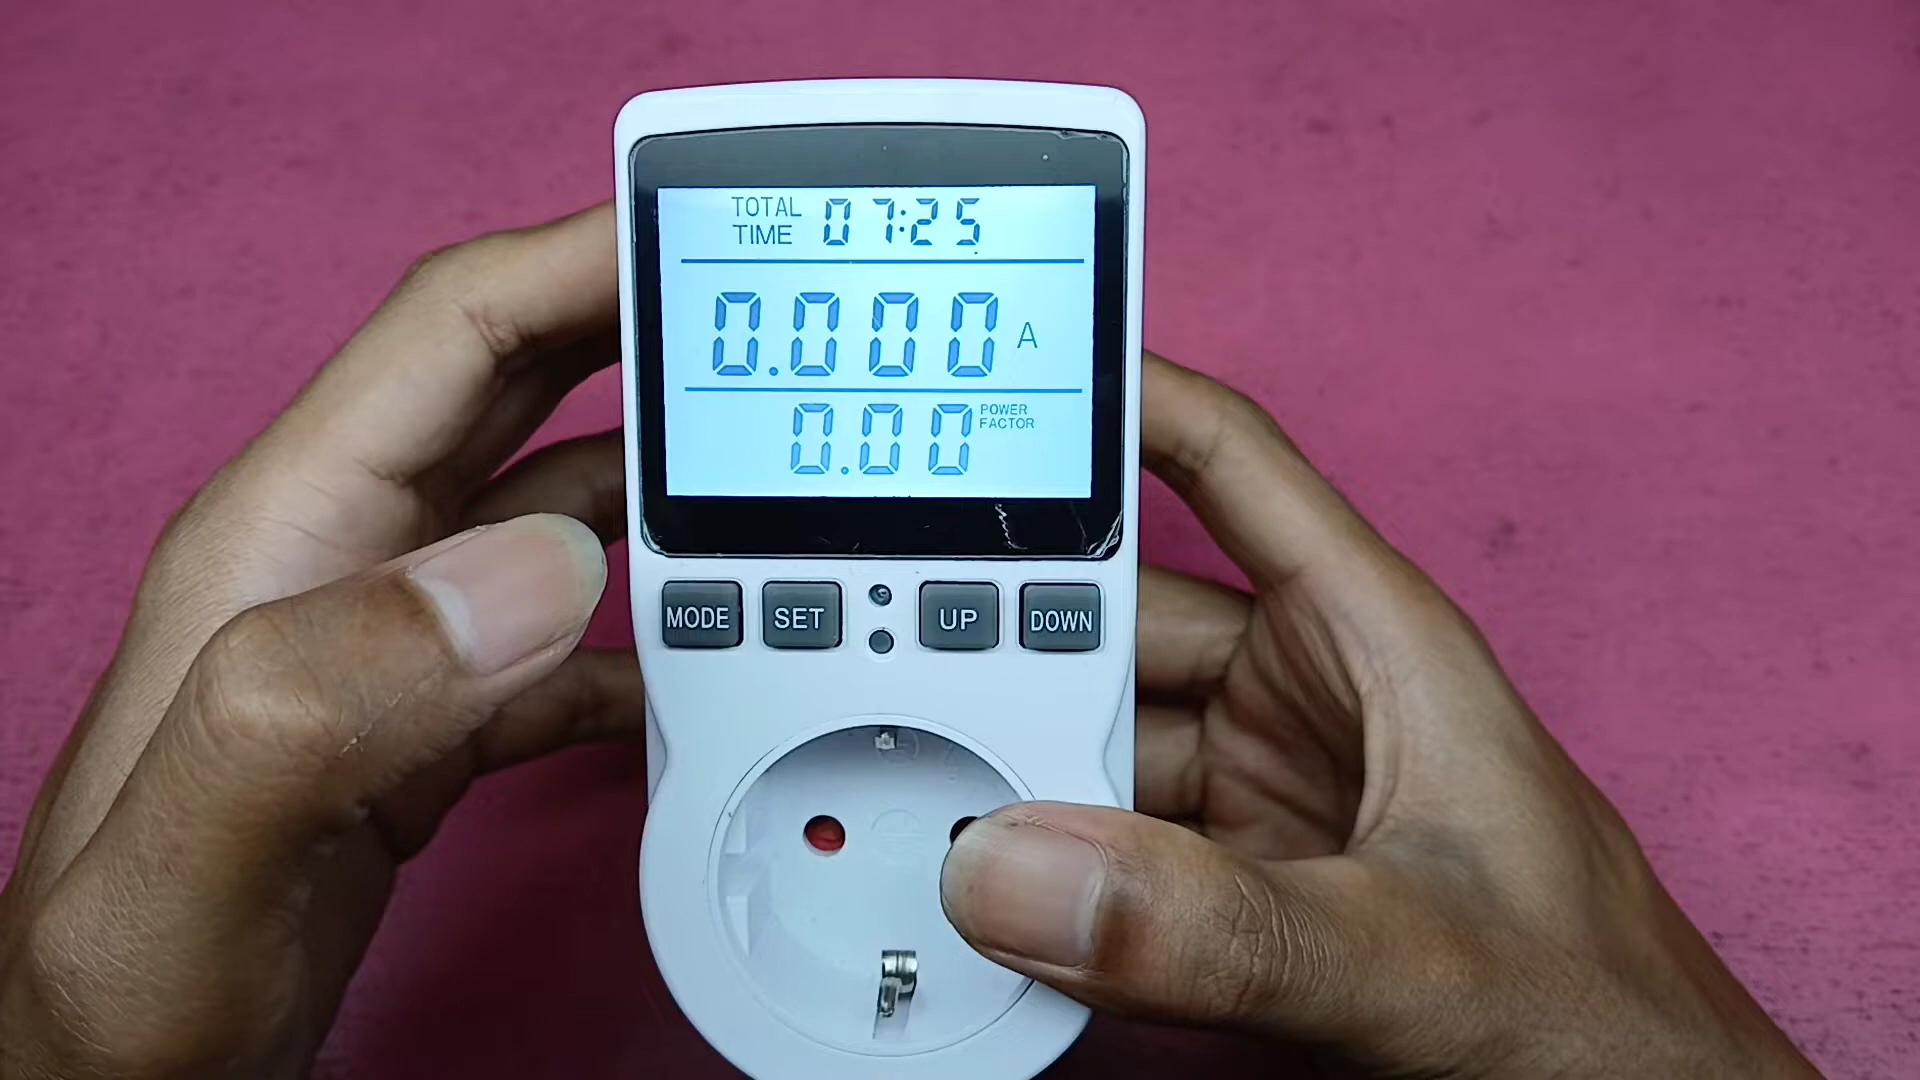 TOTAL TIME 07:25
0.000 A
0.00 POWER FACTOR
MODE SET UP DOWN